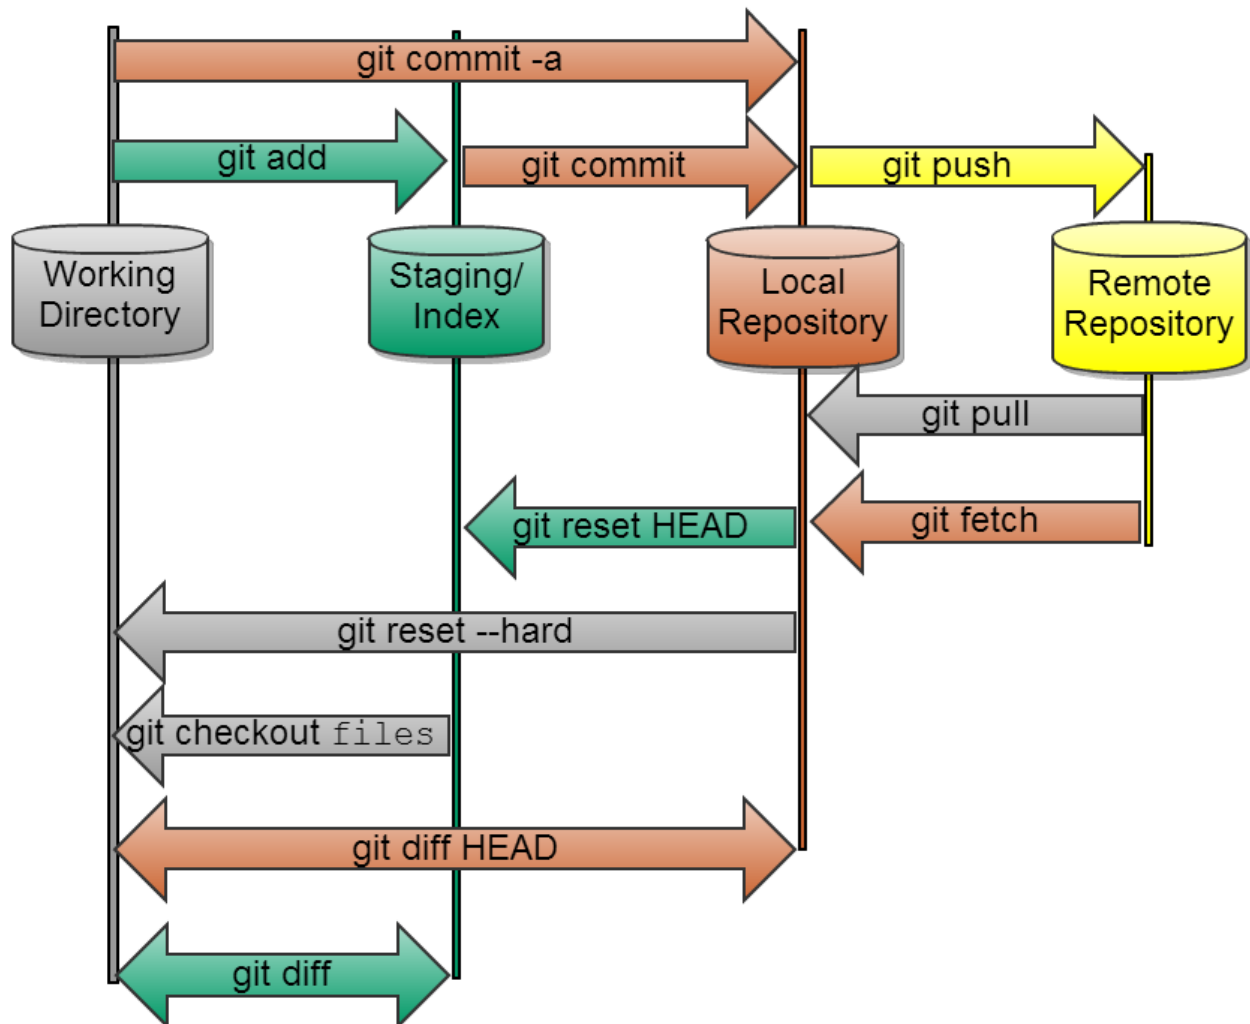 git commit -a
git add
git commit
git push
Working
Directory
Staging/
Index
Local
Repository
Remote
Repository
git pull
git reset HEAD
git fetch
git reset --hard
git checkout files
git diff HEAD
git diff